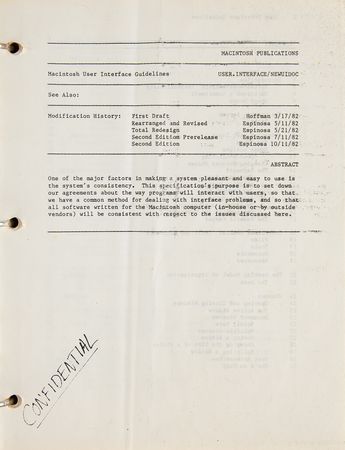 MACINTOSH PUBLICATIONS
Macintosh User Interface Guidelines USER.INTERFACE/NEWUIDOC
See Also:
Modification History: First Draft Hoffman 3/17/82
Rearranged and Revised Espinosa 5/11/82
Total Redesign Espinosa 5/21/82
Second Edition Prerelease Espinosa 7/11/82
Second Edition Espinosa 10/11/82
ABSTRACT
One of the major factors in making a system pleasant and easy to use is
the system's consistency. This specification's purpose is to set down
our agreements about the way programs will interact with users, so that
we have a common method for dealing with interface problems, and so that
all software written for the Macintosh computer (in-house or by outside
vendors) will be consistent with respect to the issues discussed here.
CONFIDENTIAL